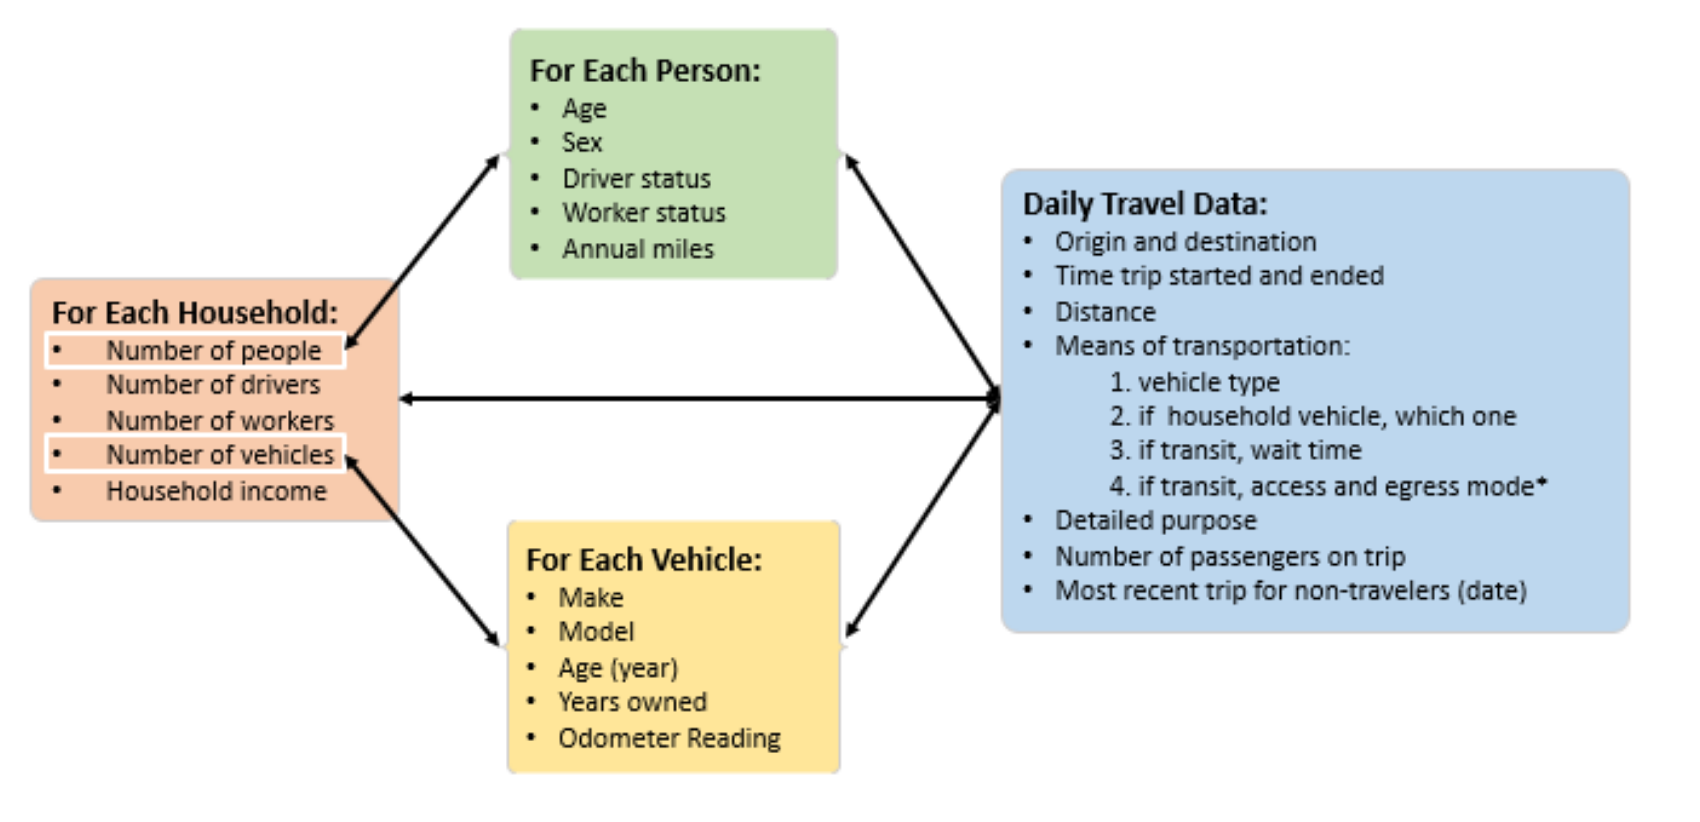 For Each Person:
• Age
• Sex
• Driver status
• Worker status
• Annual miles
For Each Household:
• Number of people
• Number of drivers
• Number of workers
• Number of vehicles
• Household income
For Each Vehicle:
• Make
• Model
• Age (year)
• Years owned
• Odometer Reading
Daily Travel Data:
• Origin and destination
• Time trip started and ended
• Distance
• Means of transportation:
1. vehicle type
2. if household vehicle, which one
3. if transit, wait time
4. if transit, access and egress mode*
• Detailed purpose
• Number of passengers on trip
• Most recent trip for non-travelers (date)